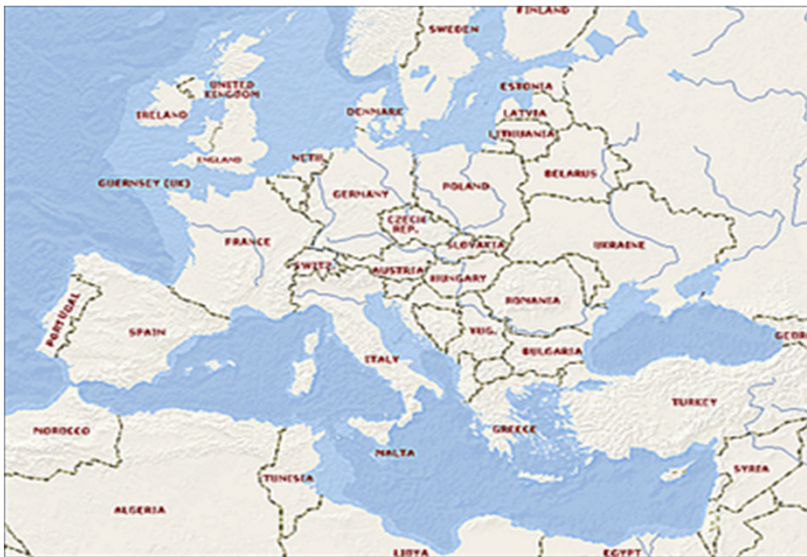 FINLAND
SWEDEN
UNITED
KINGDOM
IRELAND
DENMARK
ESTONIA
LATVIA
LITHUANIA
ENGLAND
NETH.
GUERNSEY (UK)
GERMANY
POLAND
BELARUS
CZECH
REP.
SLOVAKIA
UKRAINE
FRANCE
SWITZ.
AUSTRIA
HUNGARY
ROMANIA
PORTUGAL
SPAIN
ITALY
YUG.
BULGARIA
GEOR
TURKEY
GREECE
MOROCCO
MALTA
SYRIA
TUNISIA
ALGERIA
LIBYA
EGYPT